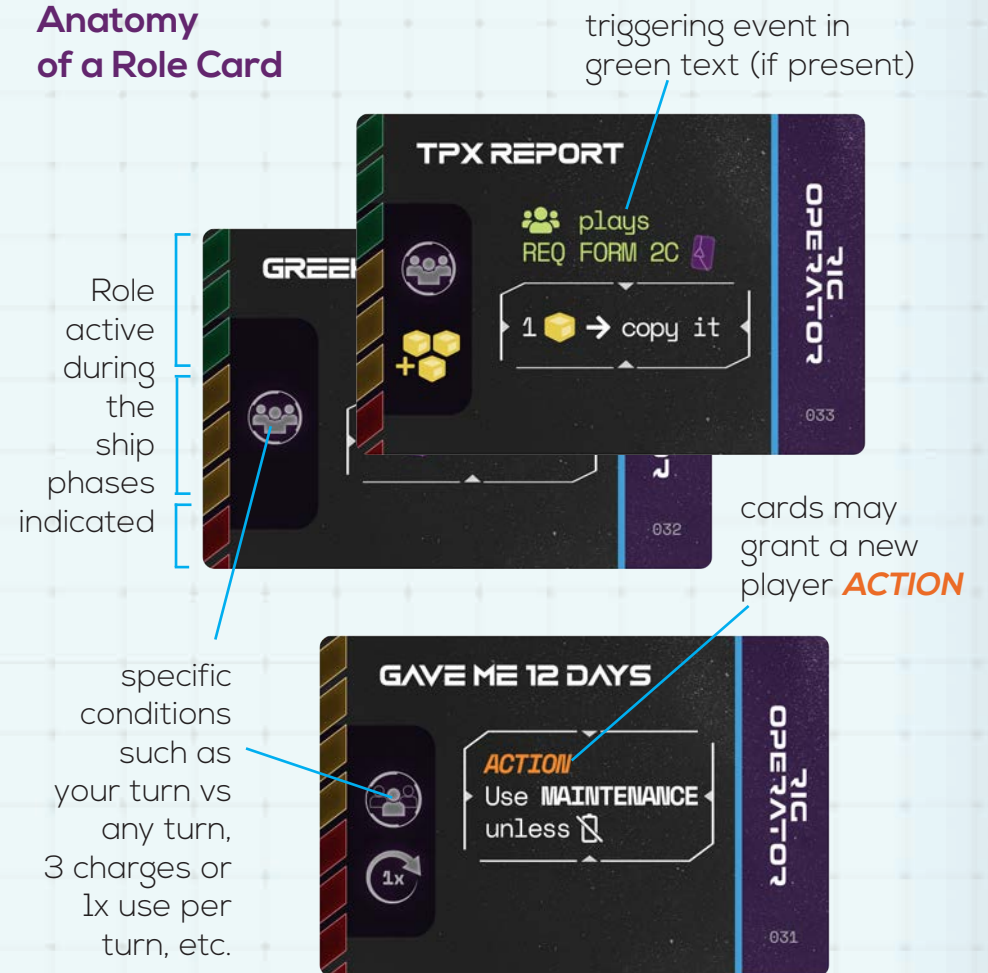 Anatomy
of a Role Card
triggering event in
green text (if present)
TPX REPORT
plays
REQ FORM 2C
1 → copy it
+
RIG
OPERATOR
033
GREE
032
Role
active
during
the
ship
phases
indicated
cards may
grant a new
player ACTION
specific
conditions
such as
your turn vs
any turn,
3 charges or
1x use per
turn, etc.
GAVE ME 12 DAYS
ACTION
Use MAINTENANCE
unless
1x
RIG
OPERATOR
031